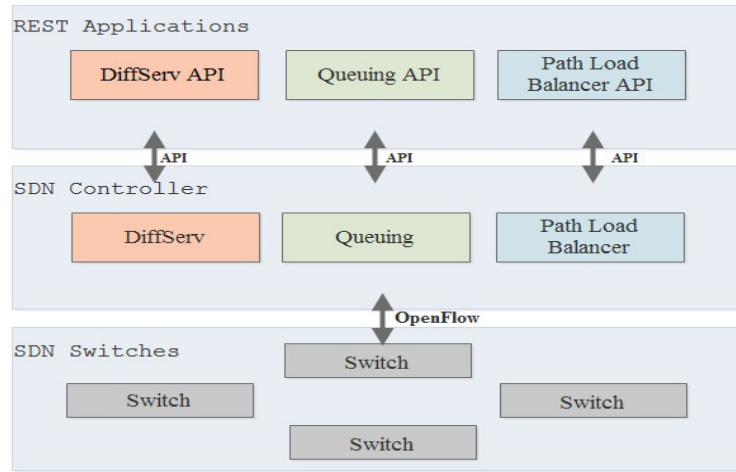 REST Applications
DiffServ API
Queuing API
Path Load
Balancer API
API
API
API
SDN Controller
DiffServ
Queuing
Path Load
Balancer
OpenFlow
SDN Switches
Switch
Switch
Switch
Switch